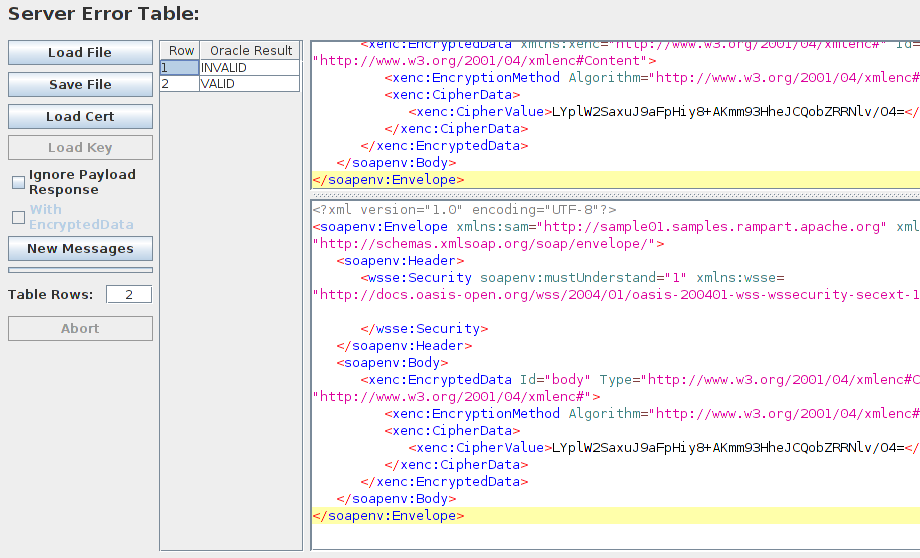 Server Error Table:
Load File
Save File
Load Cert
Load Key
Ignore Payload
Response
With
EncryptedData
New Messages
Table Rows: 2
Abort
Row Oracle Result
1 INVALID
2 VALID
<xenc:EncryptedData xmlns:xenc="http://www.w3.org/2001/04/xmlenc#" Id=
"http://www.w3.org/2001/04/xmlenc#Content">
<xenc:EncryptionMethod Algorithm="http://www.w3.org/2001/04/xmlenc#
<xenc:CipherData>
<xenc:CipherValue>LYplW2SaxuJ9aFpHiy8+AKmm93HheJCQobZRRNlv/O4=</
</xenc:CipherData>
</xenc:EncryptedData>
</soapenv:Body>
</soapenv:Envelope>
<?xml version="1.0" encoding="UTF-8"?>
<soapenv:Envelope xmlns:sam="http://sample01.samples.rampart.apache.org" xml
"http://schemas.xmlsoap.org/soap/envelope/">
<soapenv:Header>
<wsse:Security soapenv:mustUnderstand="1" xmlns:wsse=
"http://docs.oasis-open.org/wss/2004/01/oasis-200401-wss-wssecurity-secext-1
</wsse:Security>
</soapenv:Header>
<soapenv:Body>
<xenc:EncryptedData Id="body" Type="http://www.w3.org/2001/04/xmlenc#C
"http://www.w3.org/2001/04/xmlenc#">
<xenc:EncryptionMethod Algorithm="http://www.w3.org/2001/04/xmlenc#
<xenc:CipherData>
<xenc:CipherValue>LYplW2SaxuJ9aFpHiy8+AKmm93HheJCQobZRRNlv/O4=</
</xenc:CipherData>
</xenc:EncryptedData>
</soapenv:Body>
</soapenv:Envelope>